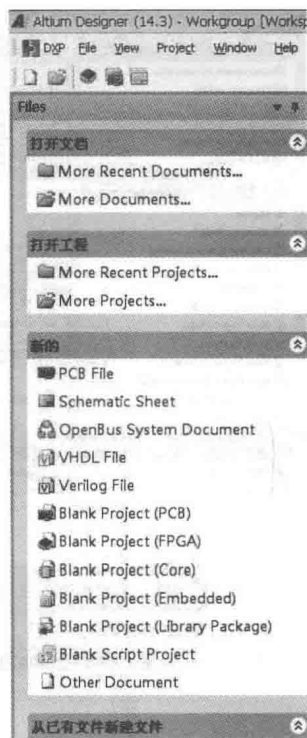 Altium Designer (14.3) - Workgroup [Worksp
DXP File View Project Window Help
Files
打开文档
More Recent Documents...
More Documents...
打开工程
More Recent Projects...
More Projects...
新的
PCB File
Schematic Sheet
OpenBus System Document
VHDL File
Verilog File
Blank Project (PCB)
Blank Project (FPGA)
Blank Project (Core)
Blank Project (Embedded)
Blank Project (Library Package)
Blank Script Project
Other Document
从已有文件新建文件